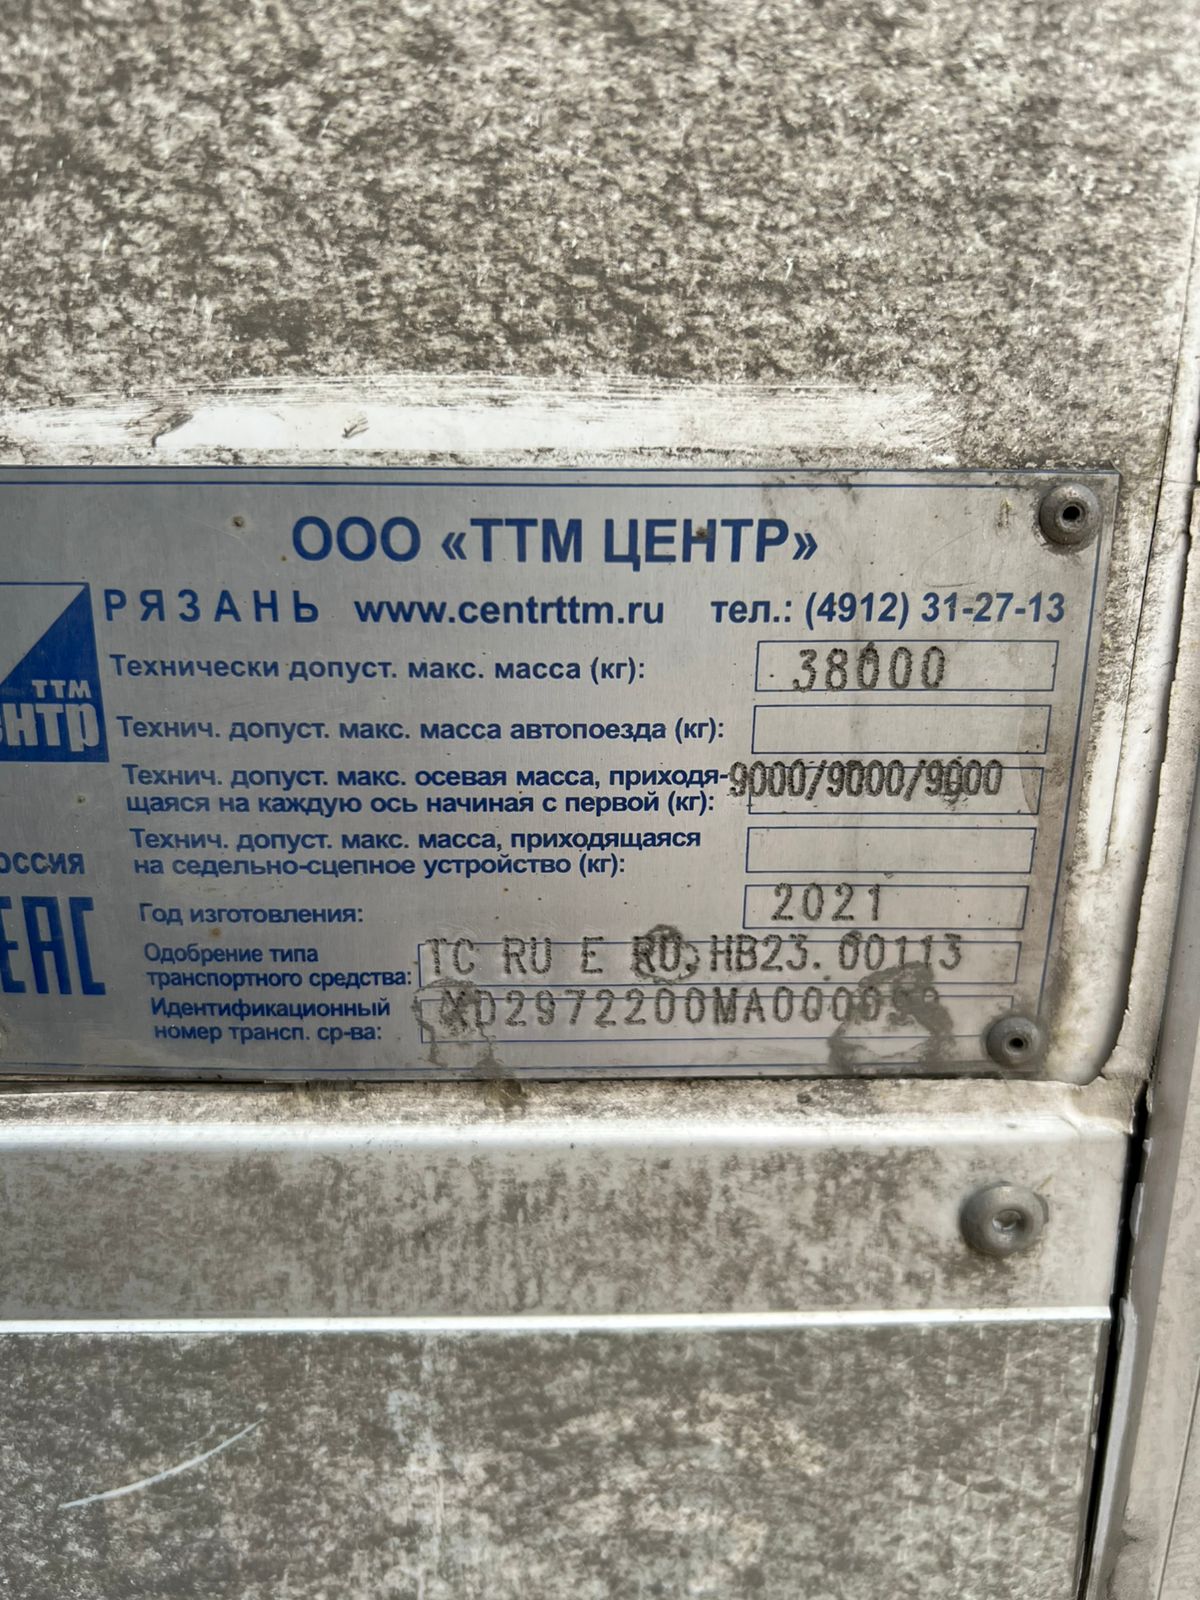 ООО «ТТМ ЦЕНТР»
РЯЗАНЬ www.centrttm.ru тел.: (4912) 31-27-13
ТТМ
Технически допуст. макс. масса (кг): 38000
Технич. допуст. макс. масса автопоезда (кг):
Технич. допуст. макс. осевая масса, приходя-
щаяся на каждую ось начиная с первой (кг): 9000/9000/9000
Технич. допуст. макс. масса, приходящаяся
на седельно-сцепное устройство (кг):
Год изготовления: 2021
EAC
Одобрение типа
транспортного средства: TC RU E RU.HB23.00113
Идентификационный
номер трансп. ср-ва: